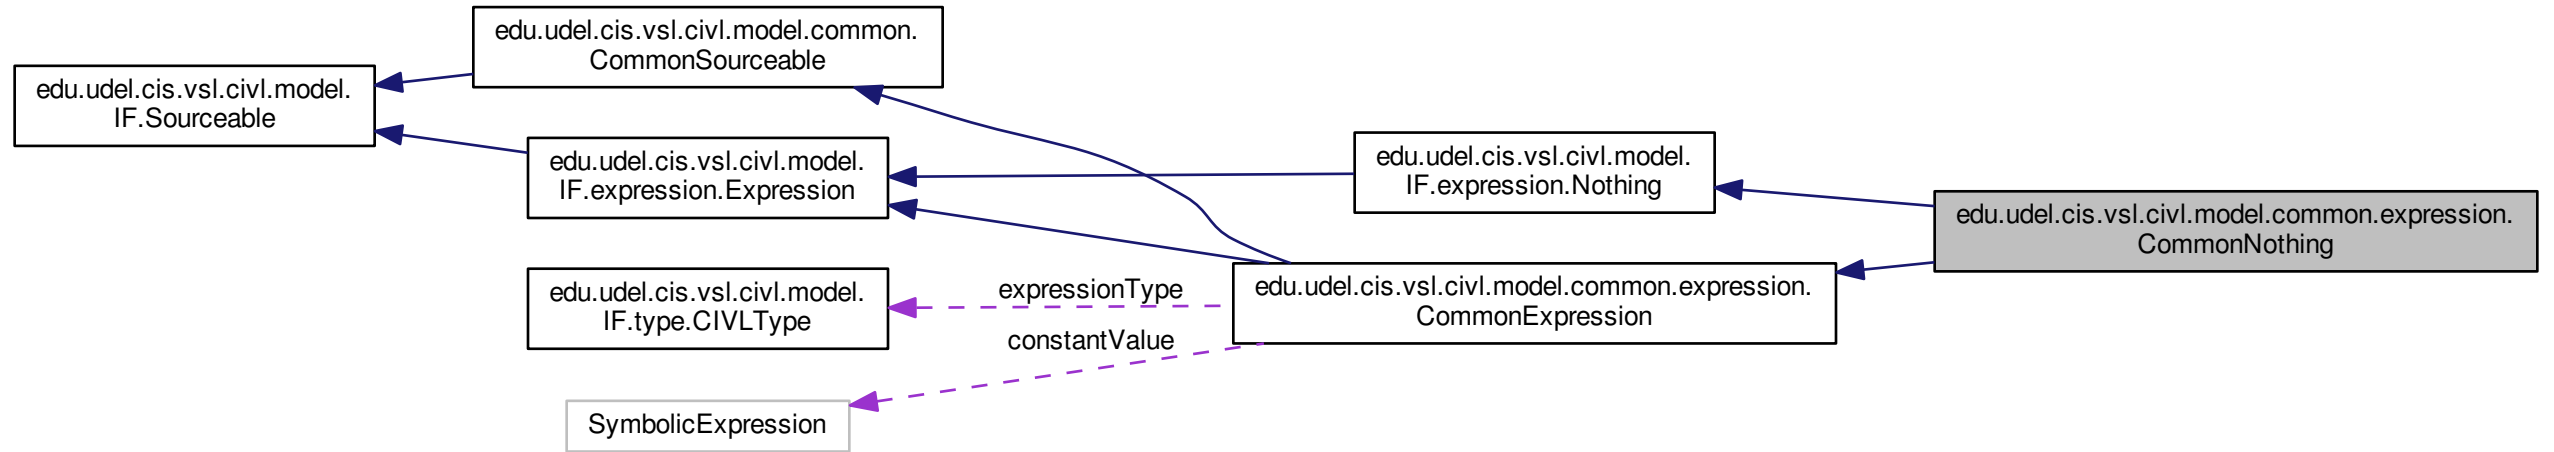 edu.udel.cis.vsl.civl.model.common.
CommonSourceable
edu.udel.cis.vsl.civl.model.
IF.Sourceable
edu.udel.cis.vsl.civl.model.
IF.expression.Expression
edu.udel.cis.vsl.civl.model.
IF.expression.Nothing
edu.udel.cis.vsl.civl.model.common.expression.
CommonNothing
edu.udel.cis.vsl.civl.model.
IF.type.CIVLType
expressionType
edu.udel.cis.vsl.civl.model.common.expression.
CommonExpression
constantValue
SymbolicExpression